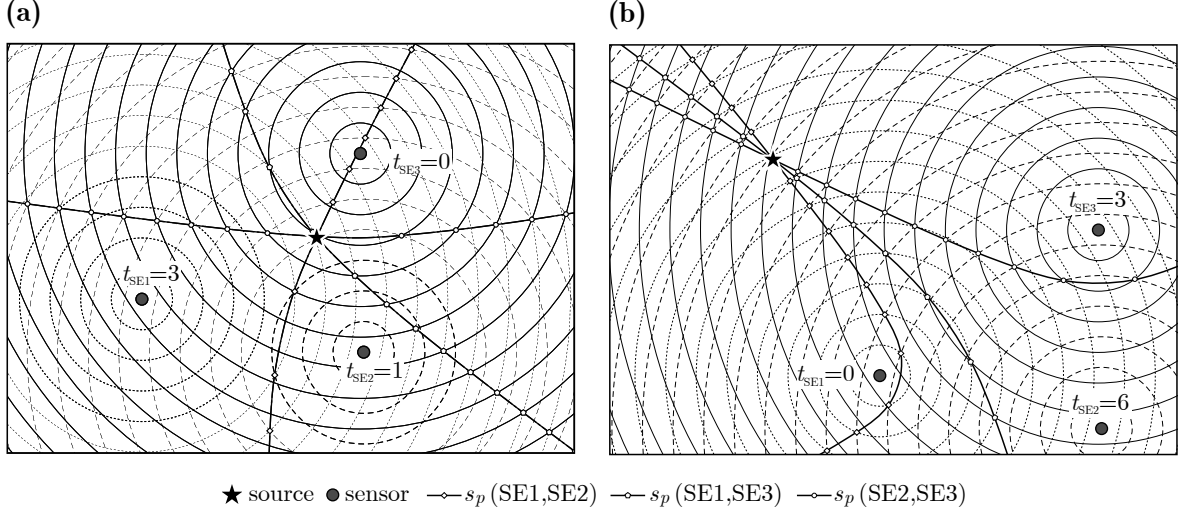 (a)
(b)
t_SE3=0
t_SE1=3
t_SE2=1
t_SE3=3
t_SE1=0
t_SE2=6
source sensor s_p (SE1,SE2) s_p (SE1,SE3) s_p (SE2,SE3)